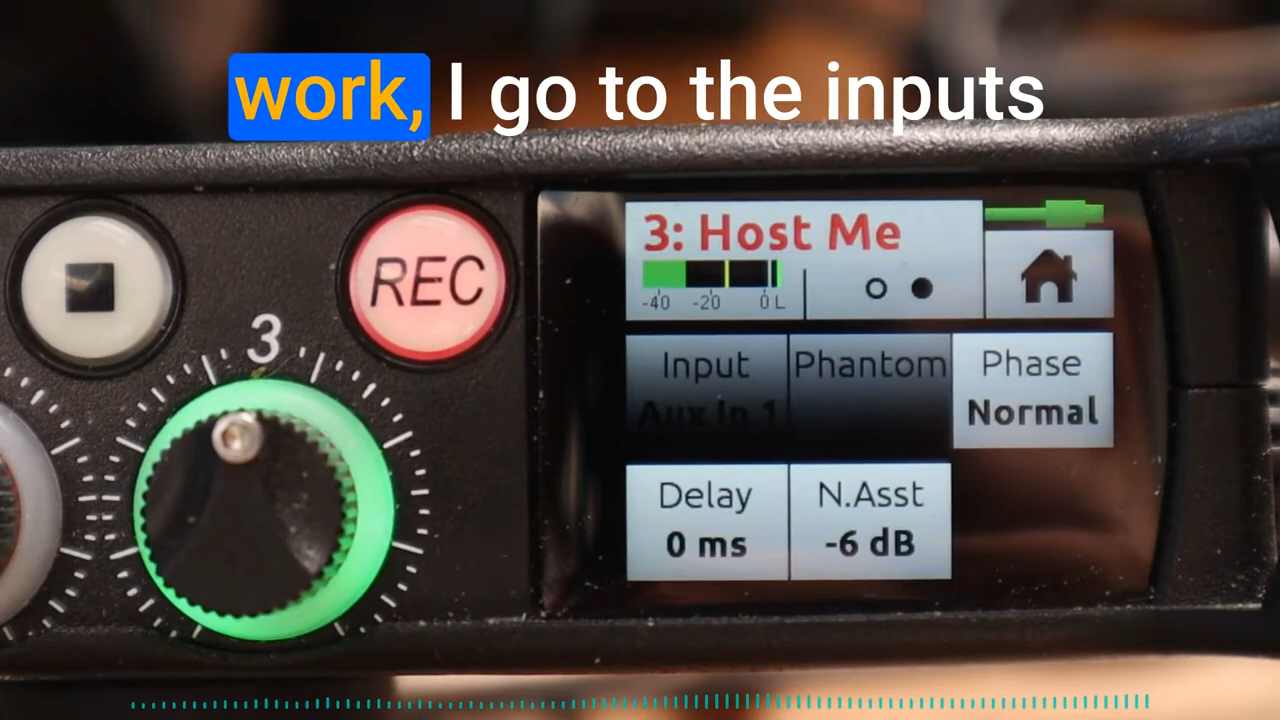 work, I go to the inputs
REC
3
3: Host Me
-40 -20 0 L
Input Phantom Phase
Aux In 1 Normal
Delay N.Asst
0 ms -6 dB